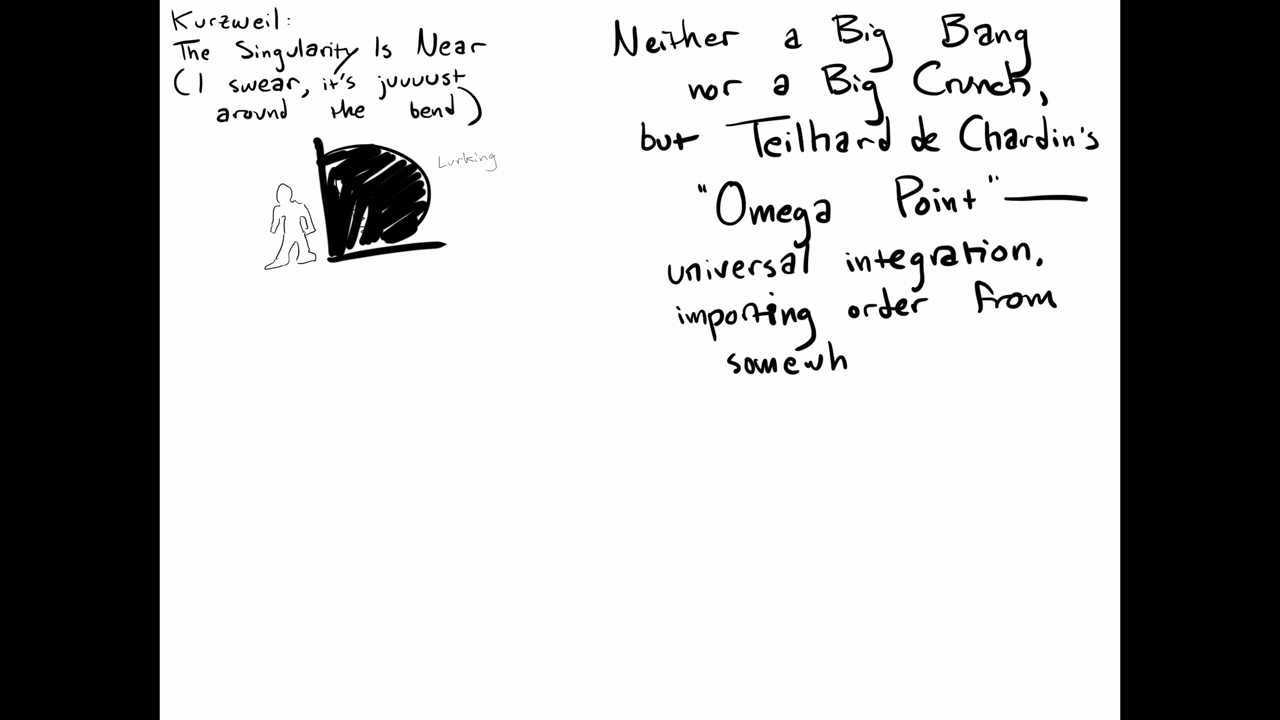 Kurzweil:
The Singularity Is Near
(I swear, it's juuuust
around the bend)
Lurking
Neither a Big Bang
nor a Big Crunch,
but Teilhard de Chardin's
"Omega Point"—
universal integration.
importing order from
somewh